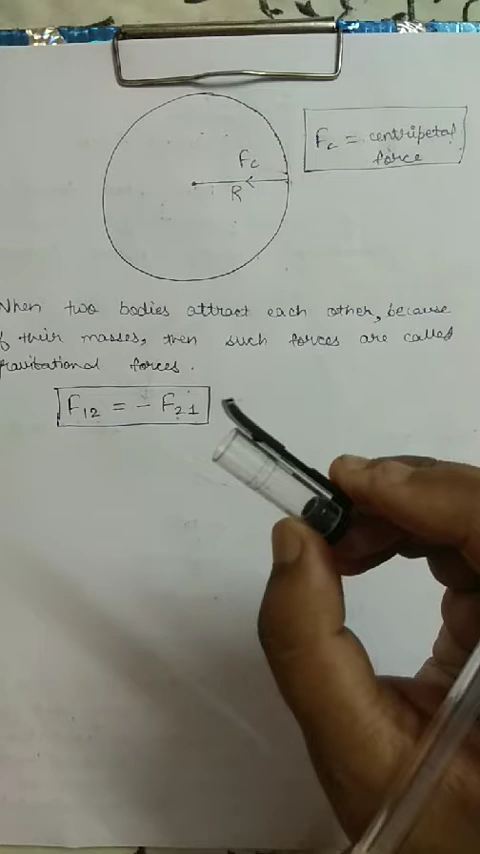 Fc
R
Fc = centripetal
force
When two bodies attract each other, because
of their masses, then such forces are called
gravitational forces.
F12 = - F21